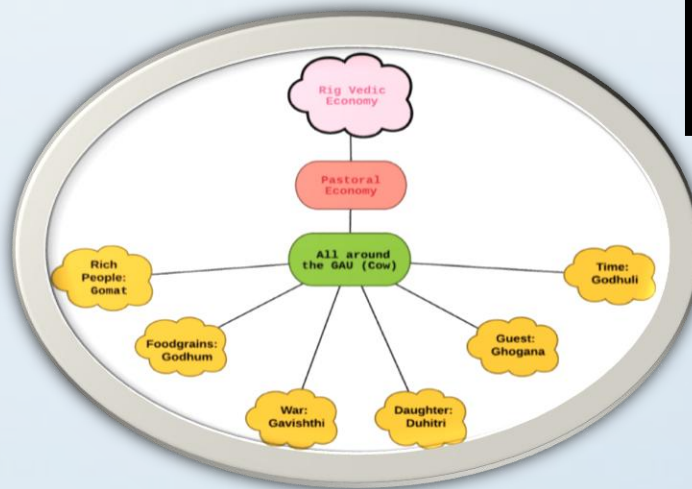 Rig Vedic
Economy
Pastoral
Economy
All around
the GAU (Cow)
Rich
People:
Gomat
Time:
Godhuli
Foodgrains:
Godhum
Guest:
Ghogana
War:
Gavishthi
Daughter:
Duhitri